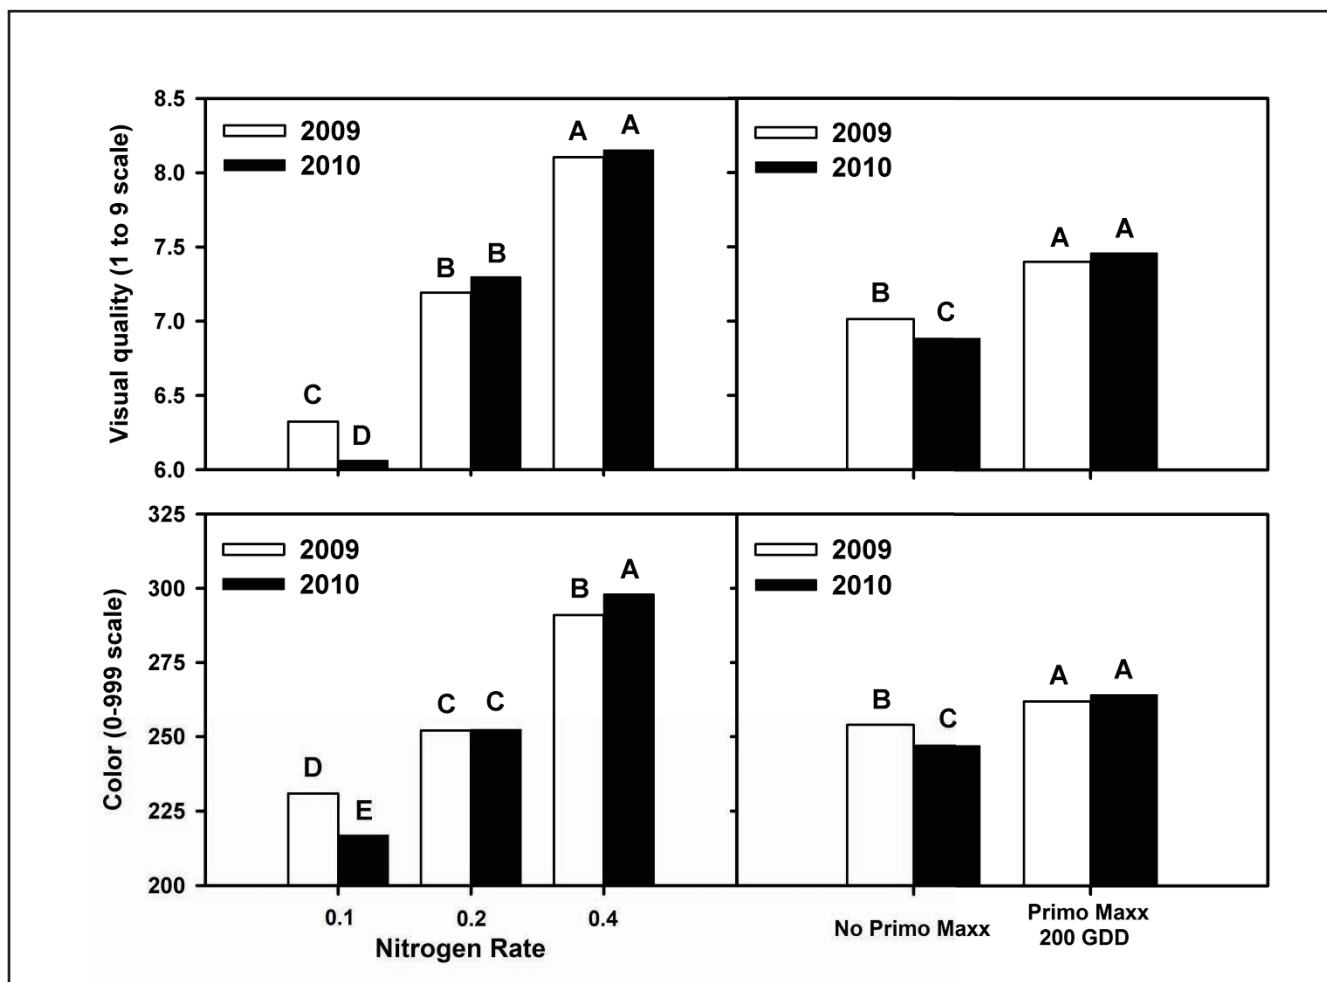 Visual quality (1 to 9 scale)
8.5
8.0
7.5
7.0
6.5
6.0
2009
2010
C
D
B
B
A
A
2009
2010
B
C
A
A
Color (0-999 scale)
325
300
275
250
225
200
2009
2010
D
E
C
C
B
A
2009
2010
B
C
A
A
0.1
0.2
0.4
Nitrogen Rate
No Primo Maxx
Primo Maxx
200 GDD